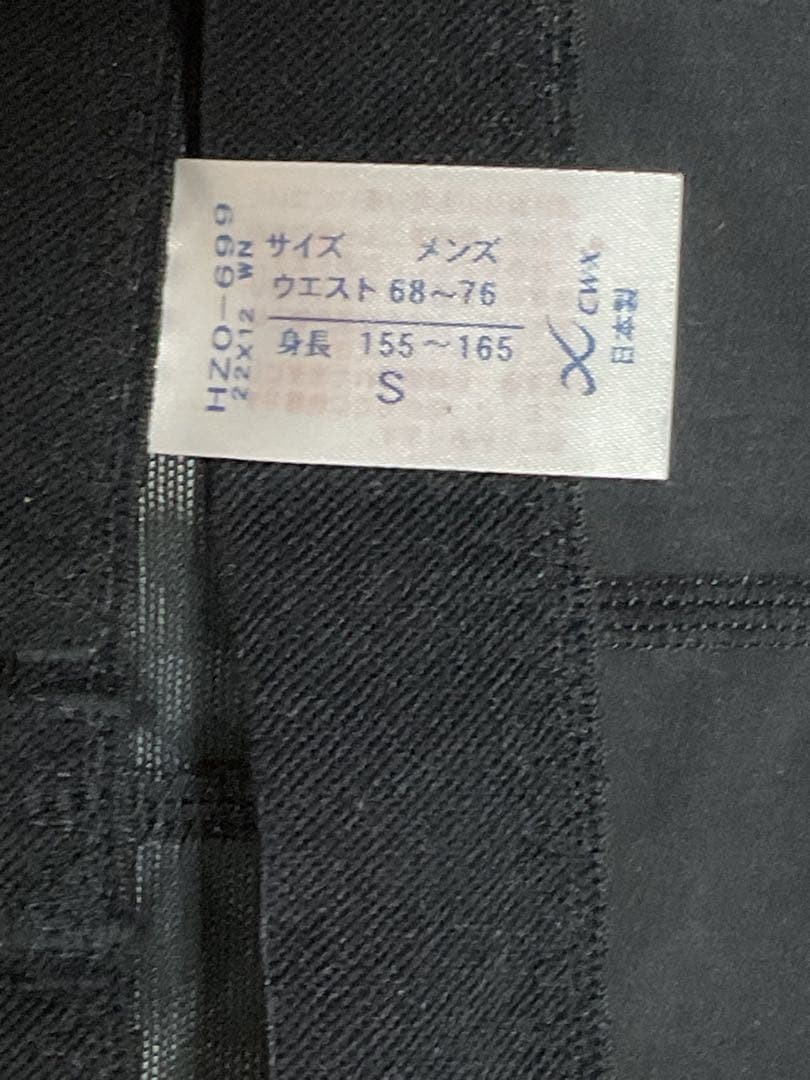 サイズ メンズ
ウエスト 68～76
身長 155～165
S
HZO-699
22X12 WN
CW-X
日本製